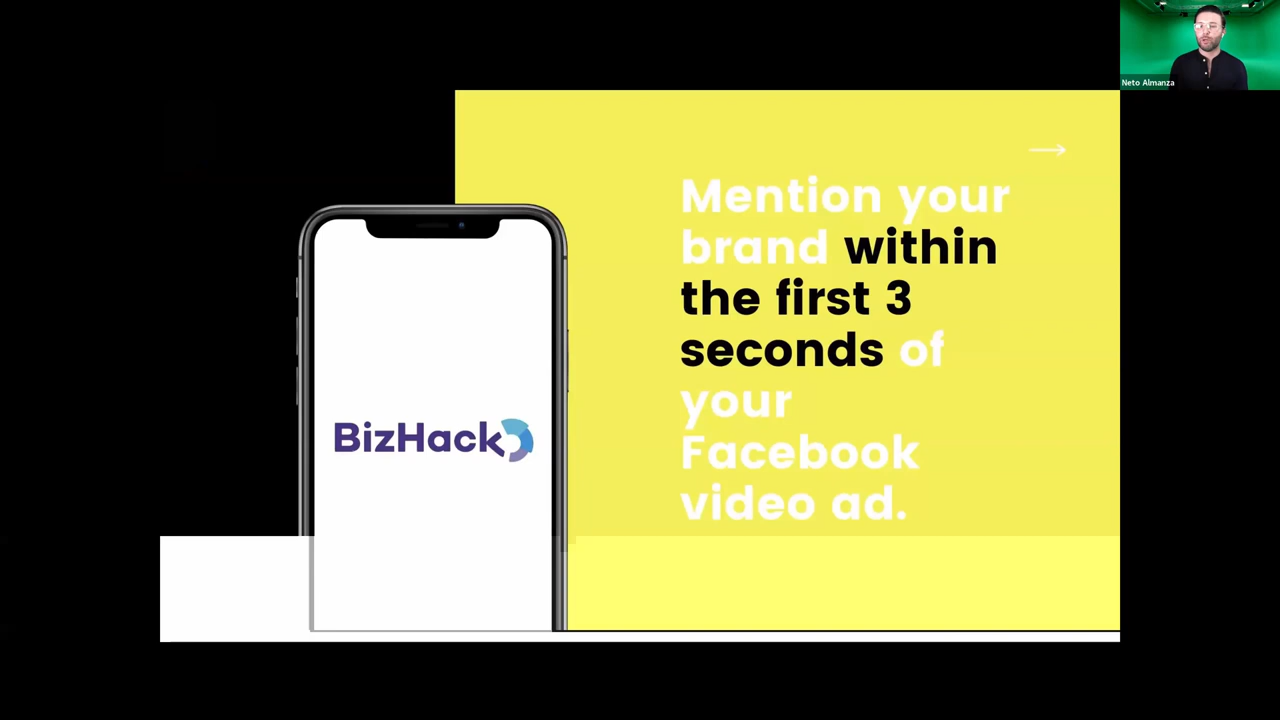 Neto Almanza
Mention your
brand within
the first 3
seconds of
your
Facebook
video ad.
BizHack